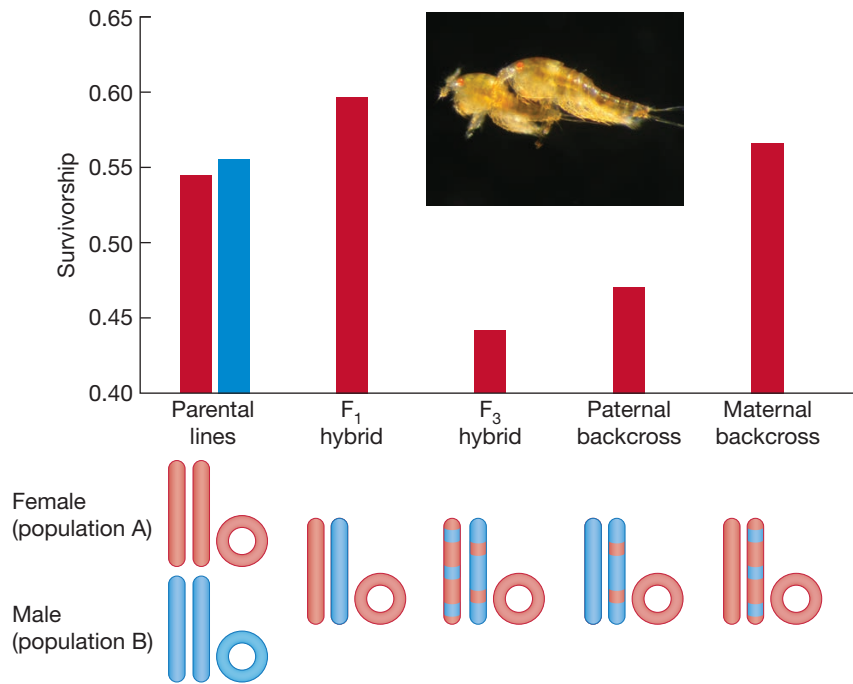 0.65
0.60
0.55
0.50
0.45
0.40
Survivorship
Parental
lines
F₁
hybrid
F₃
hybrid
Paternal
backcross
Maternal
backcross
Female
(population A)
Male
(population B)